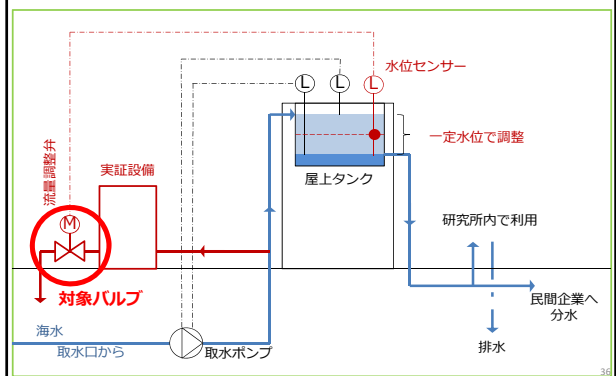 L
L
L
水位センサー
一定水位で調整
流量調整弁
実証設備
屋上タンク
M
研究所内で利用
対象バルブ
民間企業へ
分水
海水
取水口から
取水ポンプ
排水
36